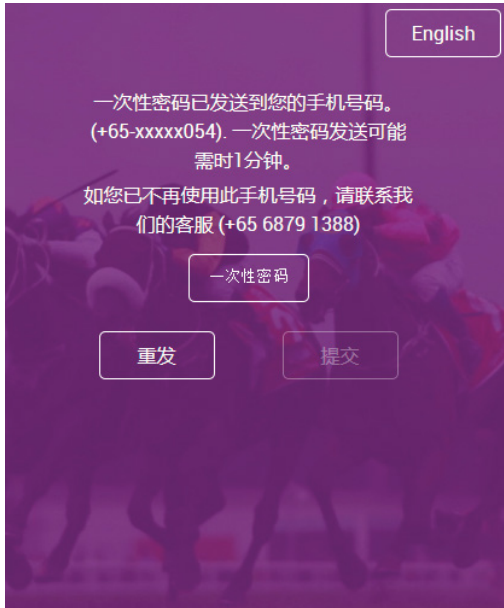 English
一次性密码已发送到您的手机号码。
(+65-xxxxx054). 一次性密码发送可能
需时1分钟。
如您已不再使用此手机号码，请联系我
们的客服 (+65 6879 1388)
一次性密码
重发
提交